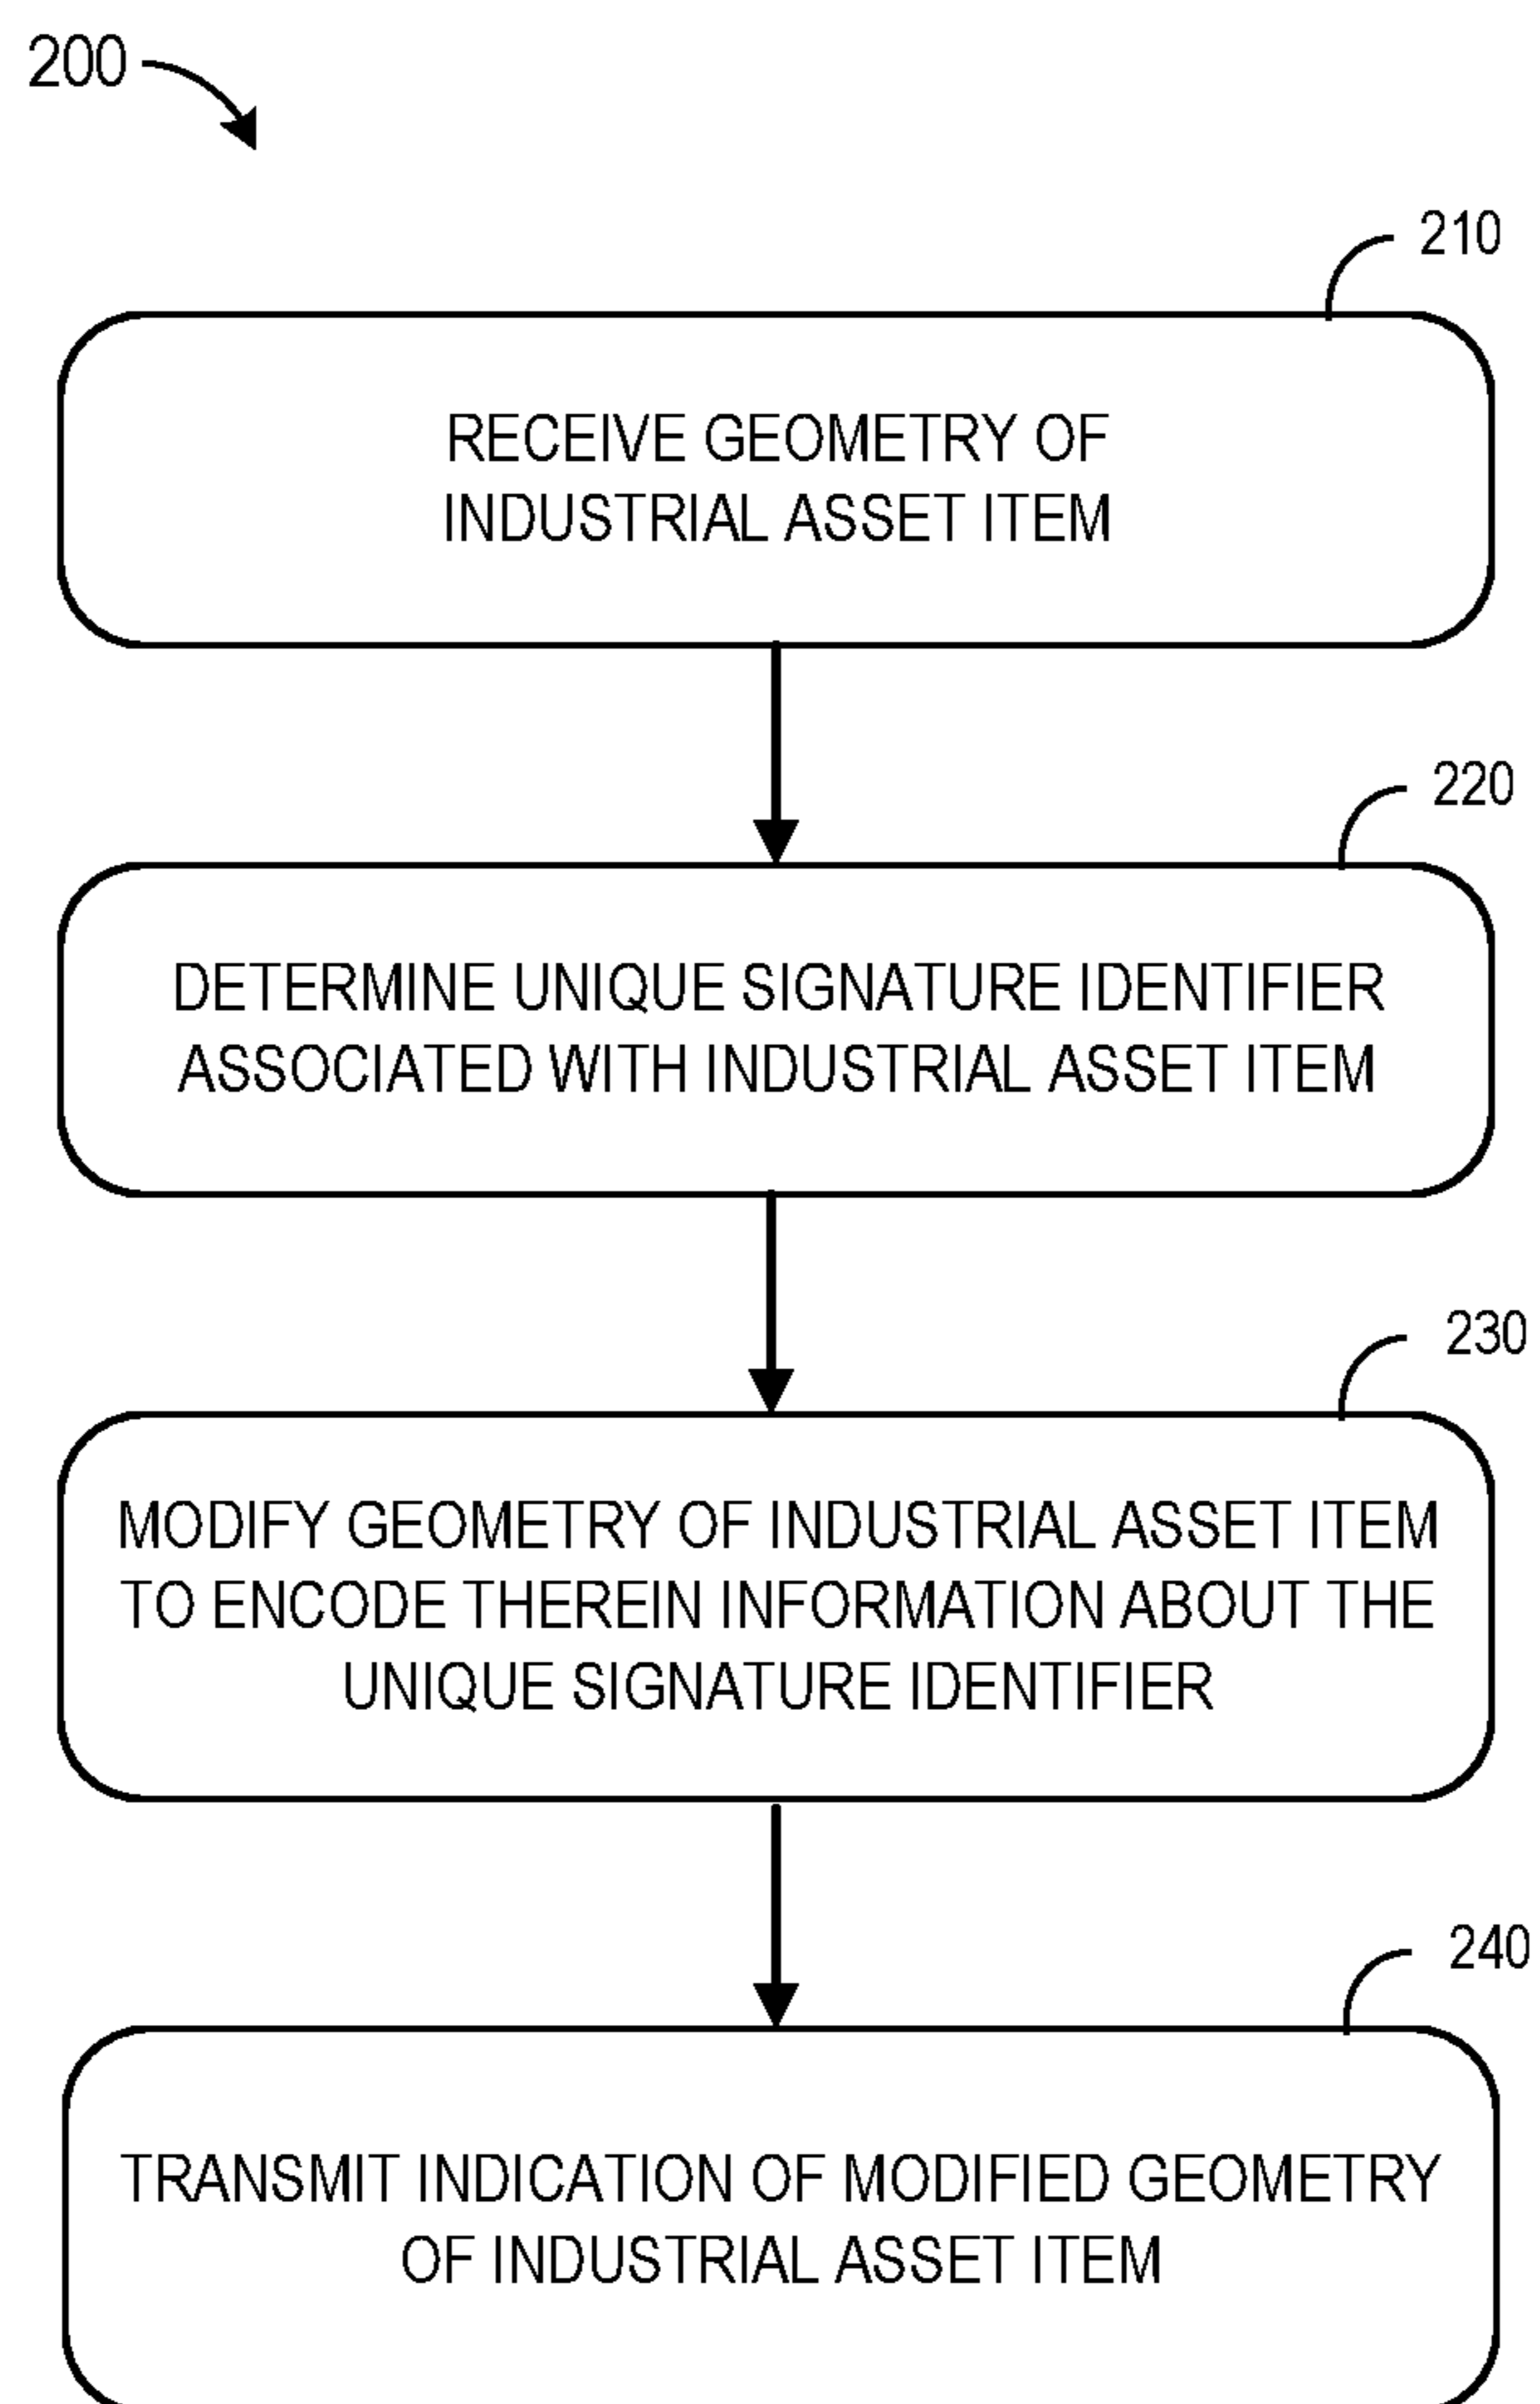 200
210
RECEIVE GEOMETRY OF
INDUSTRIAL ASSET ITEM
220
DETERMINE UNIQUE SIGNATURE IDENTIFIER
ASSOCIATED WITH INDUSTRIAL ASSET ITEM
230
MODIFY GEOMETRY OF INDUSTRIAL ASSET ITEM
TO ENCODE THEREIN INFORMATION ABOUT THE
UNIQUE SIGNATURE IDENTIFIER
240
TRANSMIT INDICATION OF MODIFIED GEOMETRY
OF INDUSTRIAL ASSET ITEM